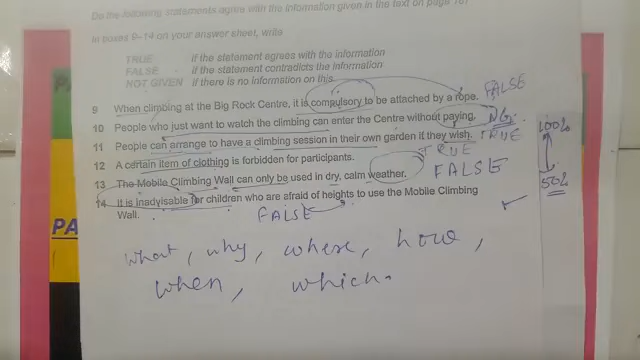 Do the following statements agree with the information given in the text on page 16?
In boxes 9–14 on your answer sheet, write
TRUE if the statement agrees with the information
FALSE if the statement contradicts the information
NOT GIVEN if there is no information on this
FALSE
9 When climbing at the Big Rock Centre, it is compulsory to be attached by a rope.
10 People who just want to watch the climbing can enter the Centre without paying. NG
11 People can arrange to have a climbing session in their own garden if they wish. TRUE
100%
12 A certain item of clothing is forbidden for participants. TRUE
13 The Mobile Climbing Wall can only be used in dry, calm weather. FALSE
50%
14 It is inadvisable for children who are afraid of heights to use the Mobile Climbing
Wall. FALSE
PA
what, why, where, how,
when, which.